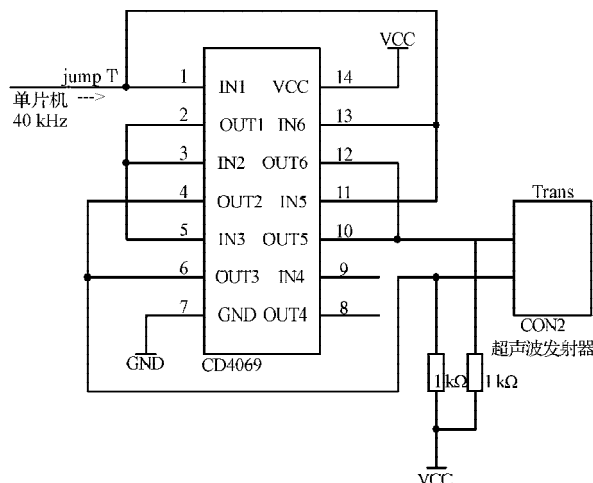 VCC
jump T
单片机 --->
40 kHz
1 IN1 VCC 14
2 OUT1 IN6 13
3 IN2 OUT6 12
4 OUT2 IN5 11
5 IN3 OUT5 10
6 OUT3 IN4 9
7 GND OUT4 8
GND
CD4069
Trans
CON2
超声波发射器
1 kΩ
1 kΩ
VCC